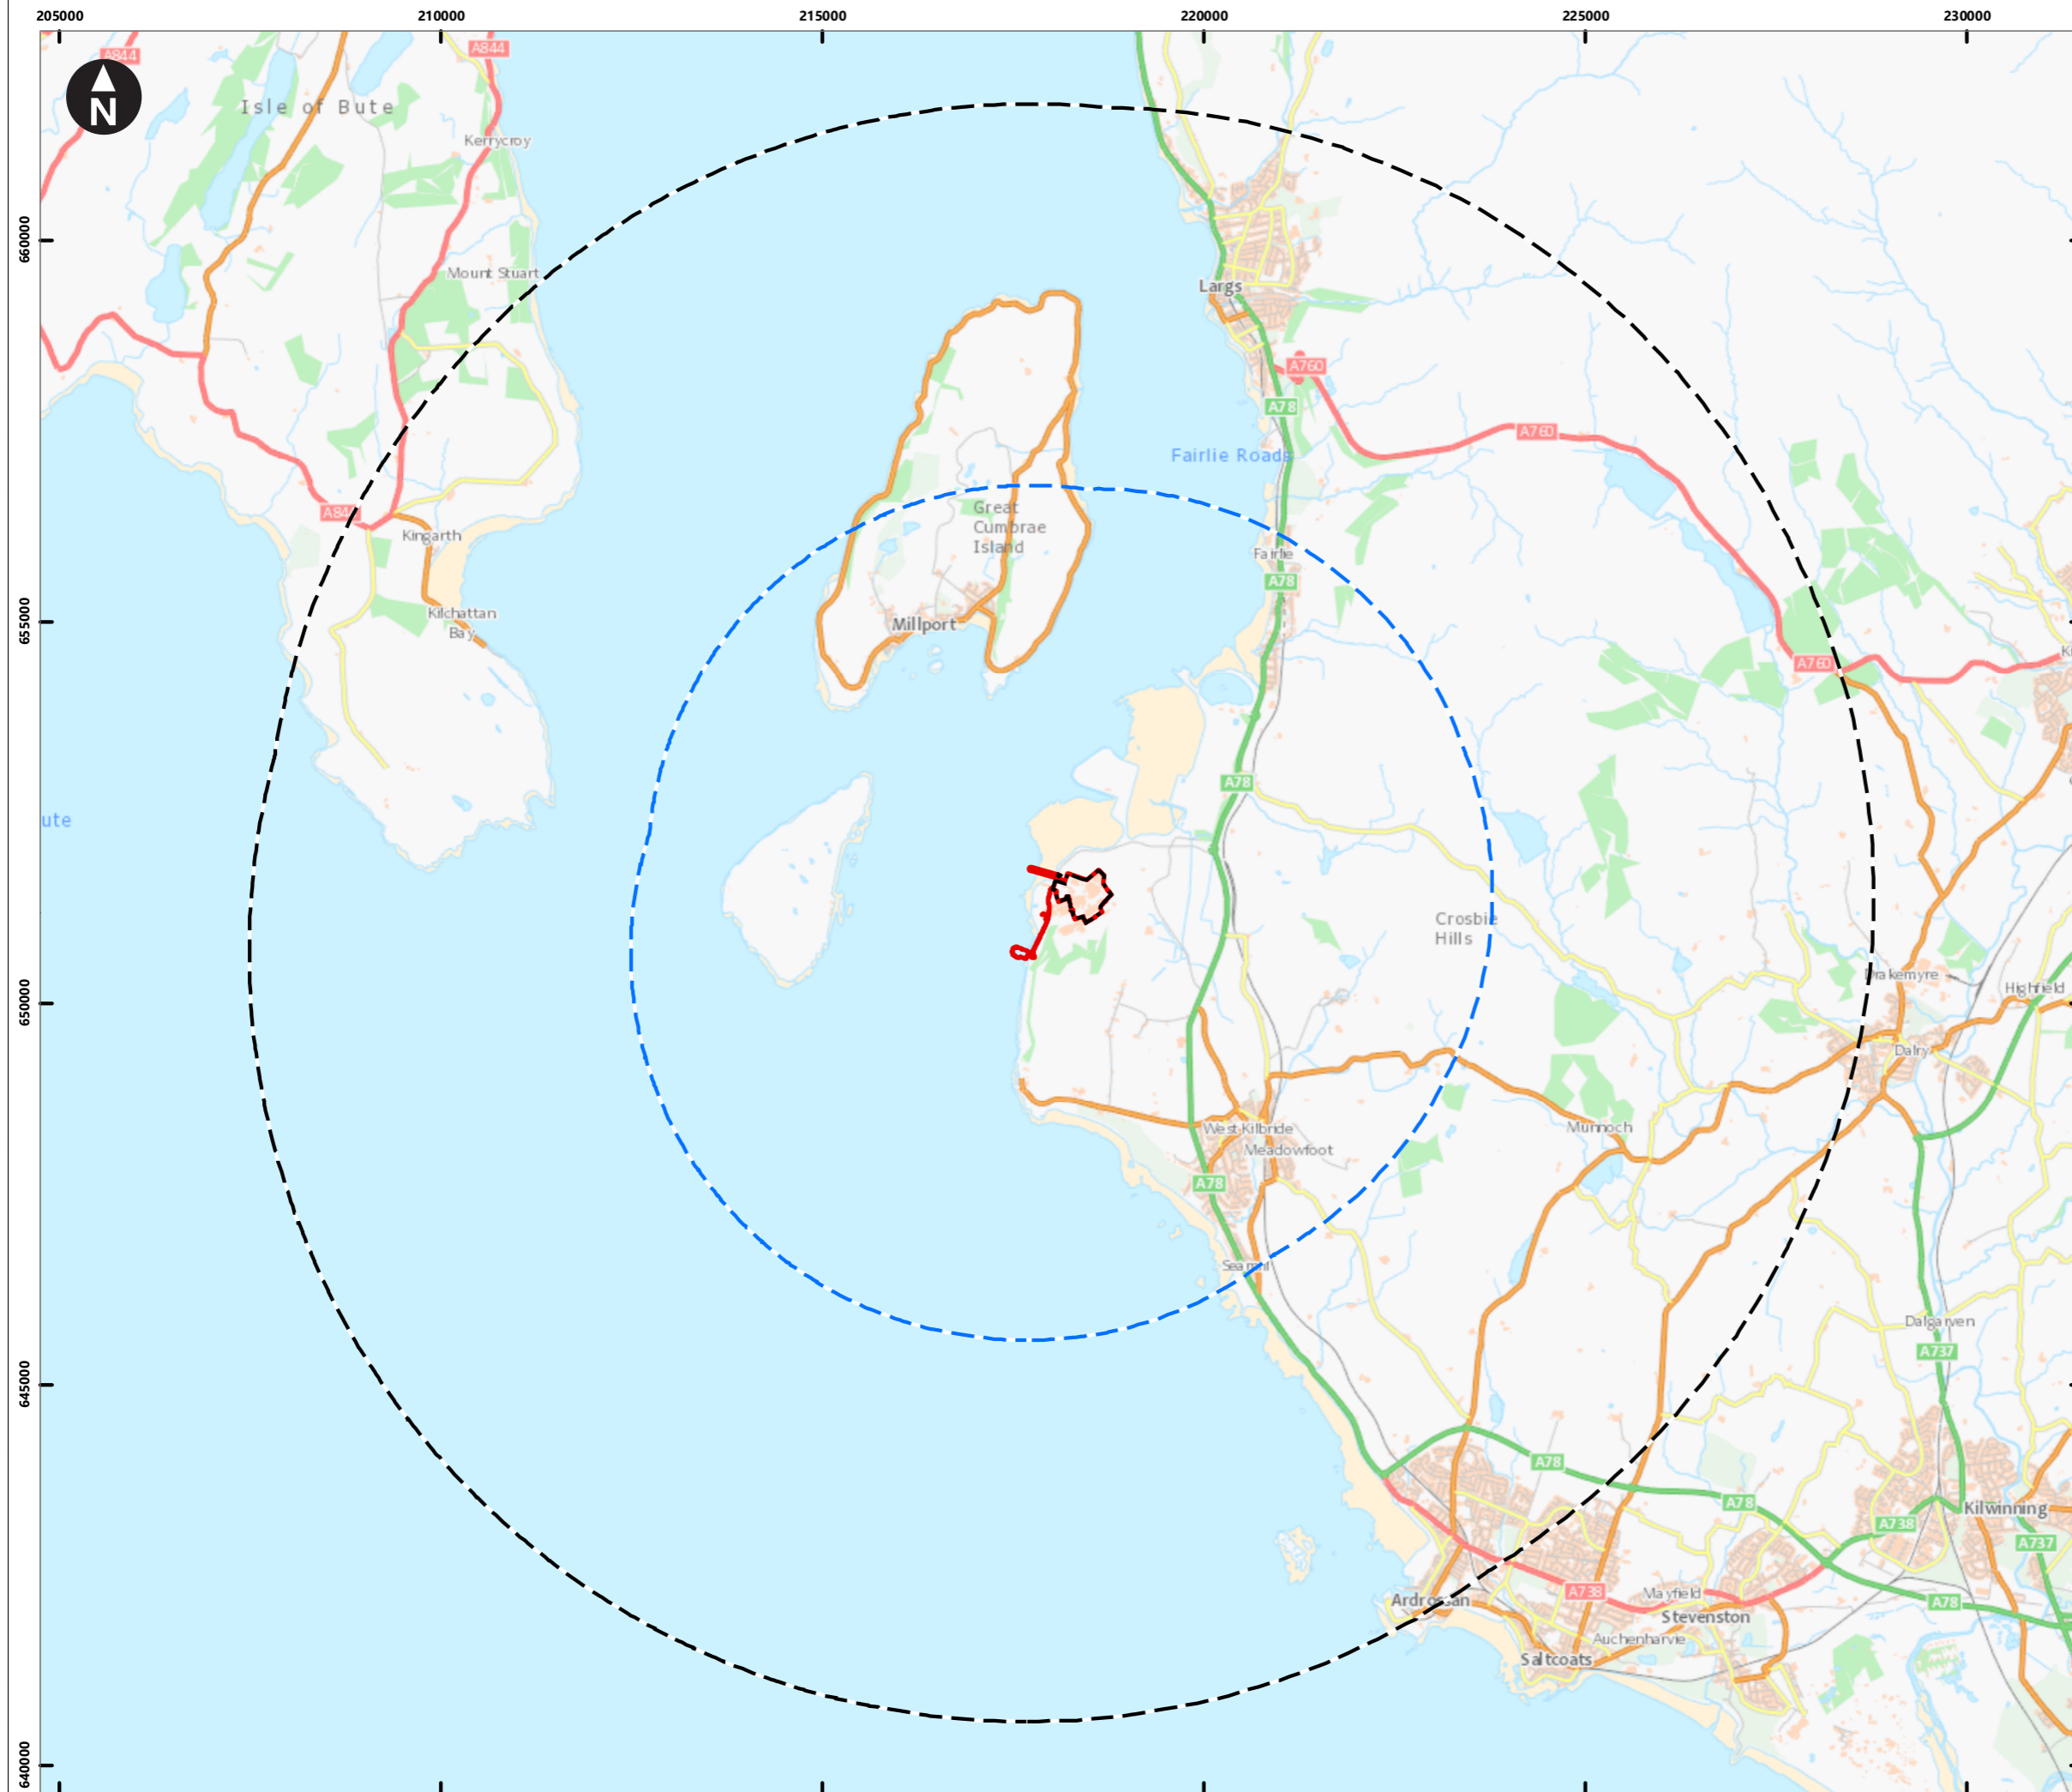 205000 210000 215000 220000 225000 230000
A844
A844
N
Isle of Bute
Kerrycroy
660000
Mount Stuart
Largs
A760
A78
A760
Fairlie Roads
A844
Great
Cumbrae
Island
Kingarth
Fairlie
A78
655000
Kilchattan
Bay
Millport
A760
A78
ute
Crosbie
Hills
Drakemyre
Highfield
650000
Dalry
West Kilbride
Meadowfoot
Munnoch
A78
Seamill
Dalgarven
A737
645000
A78
A78
Kilwinning
A738
A737
A738
Mayfield
Ardrossan
A78
Stevenston
Auchenharvie
Saltcoats
640000